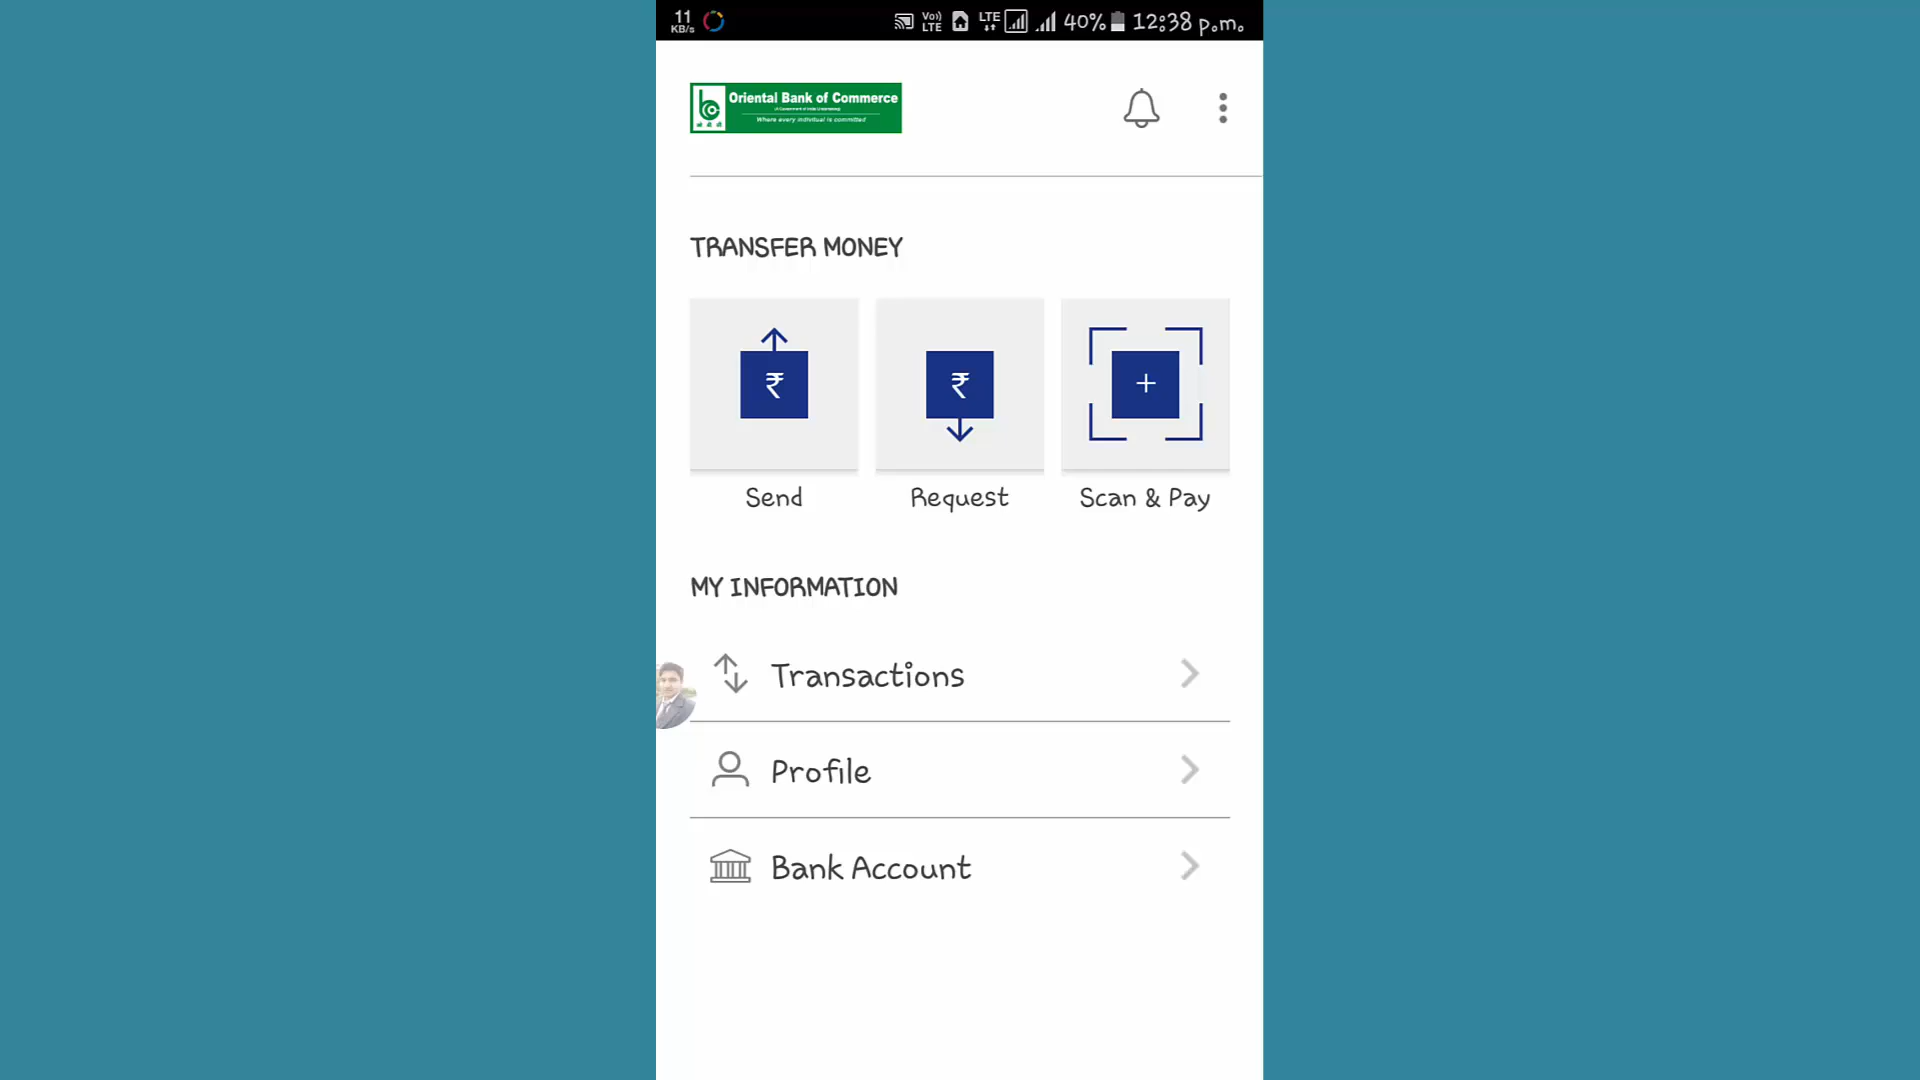 11
KB/s
Vo))
LTE
LTE
40%
12:38 p.m.
Oriental Bank of Commerce
(A Government of India Undertaking)
Where every individual is committed
TRANSFER MONEY
₹
₹
+
Send
Request
Scan & Pay
MY INFORMATION
Transactions
Profile
Bank Account